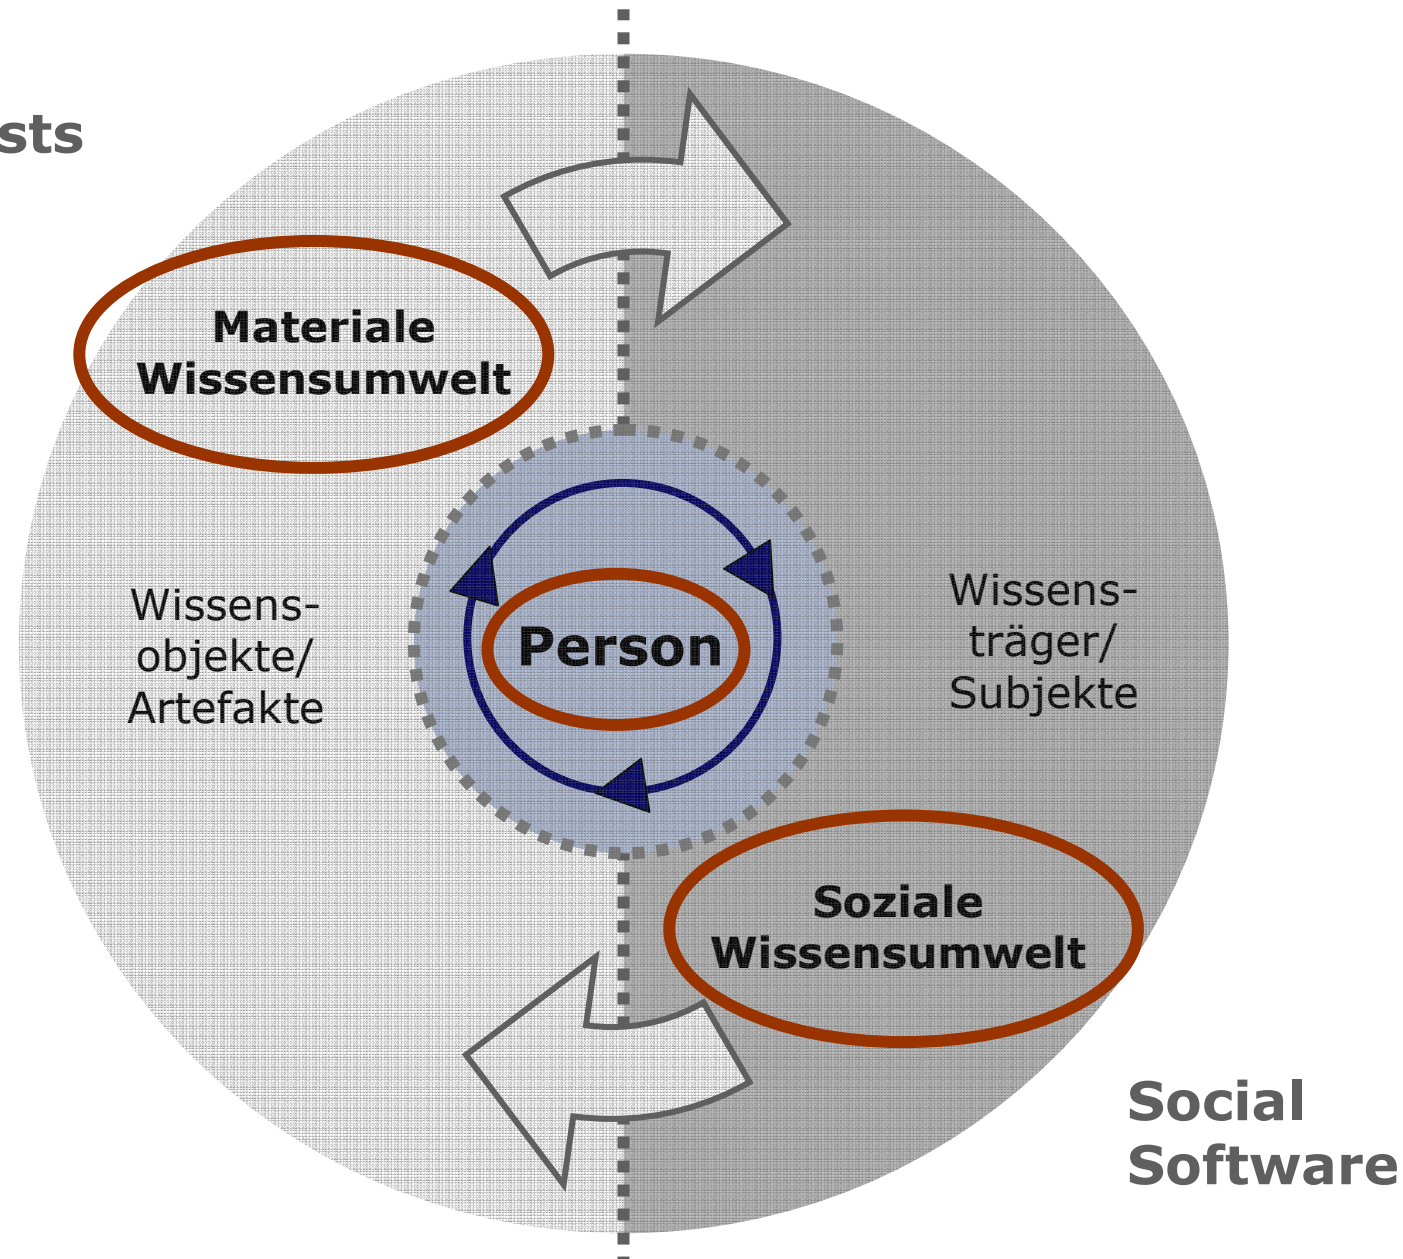 sts
Materiale
Wissensumwelt
Wissens-
objekte/
Artefakte
Person
Wissens-
träger/
Subjekte
Soziale
Wissensumwelt
Social
Software